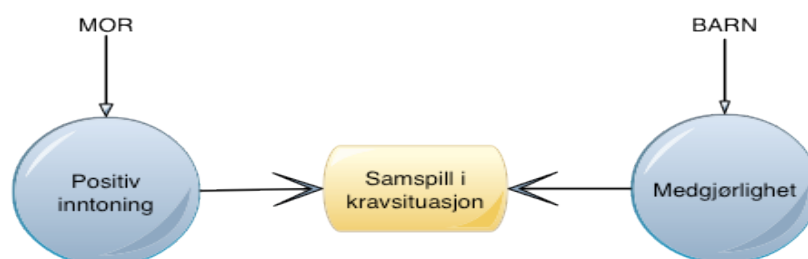 MOR
BARN
Positiv
inntoning
Samspill i
kravsituasjon
Medgjørlighet